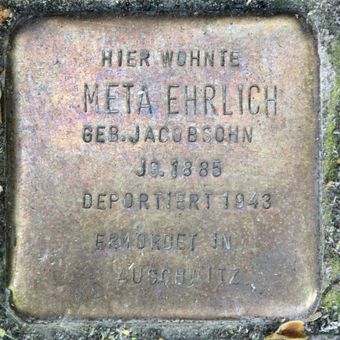 HIER WOHNTE
META EHRLICH
GEB. JACOBSOHN
JG. 1885
DEPORTIERT 1943
ERMORDET IN
AUSCHWITZ